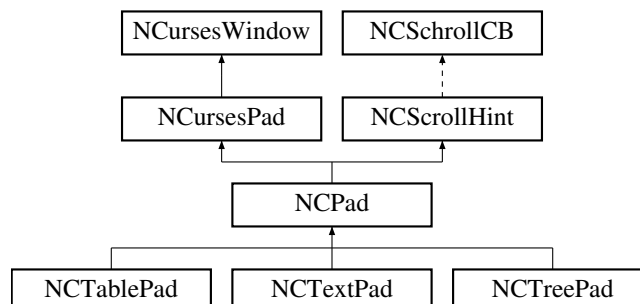 NCursesWindow
NCSchrollCB
NCursesPad
NCScrollHint
NCPad
NCTablePad
NCTextPad
NCTreePad